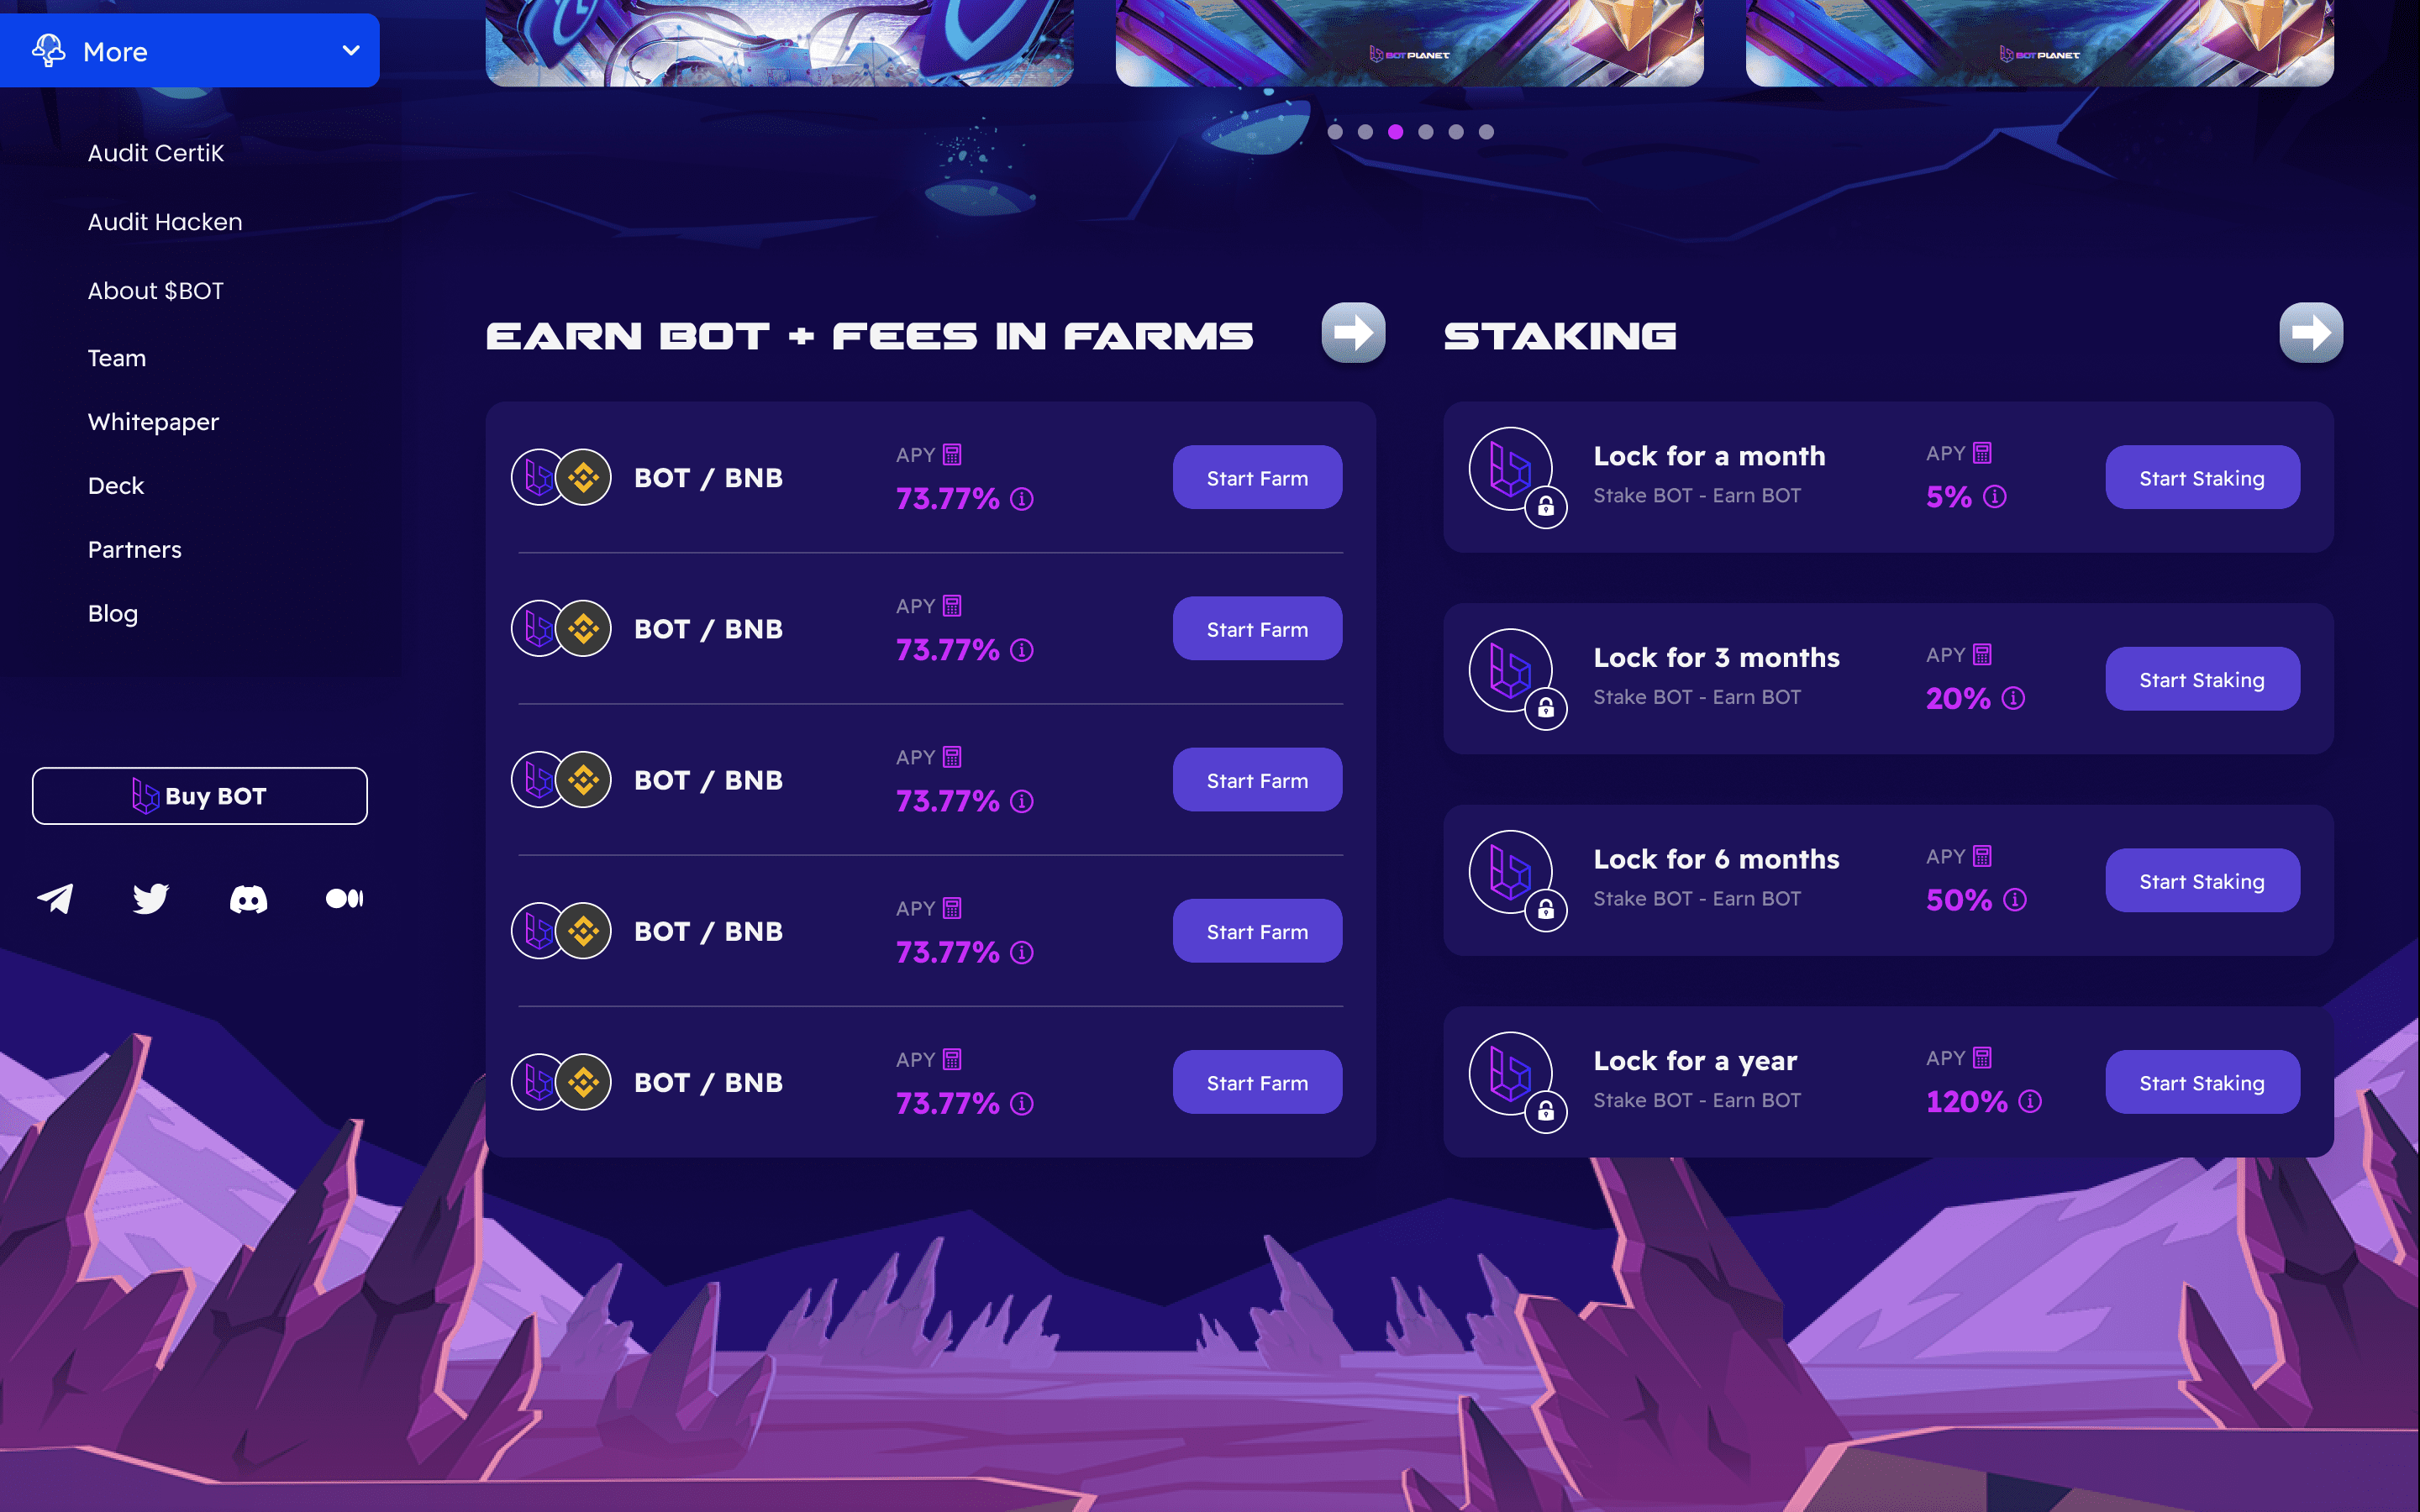 More
Audit CertiK
Audit Hacken
About $BOT
Team
Whitepaper
Deck
Partners
Blog
Buy BOT
BOT PLANET
BOT PLANET
EARN BOT + FEES IN FARMS
BOT / BNB
APY
73.77%
Start Farm
BOT / BNB
APY
73.77%
Start Farm
BOT / BNB
APY
73.77%
Start Farm
BOT / BNB
APY
73.77%
Start Farm
BOT / BNB
APY
73.77%
Start Farm
STAKING
Lock for a month
Stake BOT - Earn BOT
APY
5%
Start Staking
Lock for 3 months
Stake BOT - Earn BOT
APY
20%
Start Staking
Lock for 6 months
Stake BOT - Earn BOT
APY
50%
Start Staking
Lock for a year
Stake BOT - Earn BOT
APY
120%
Start Staking